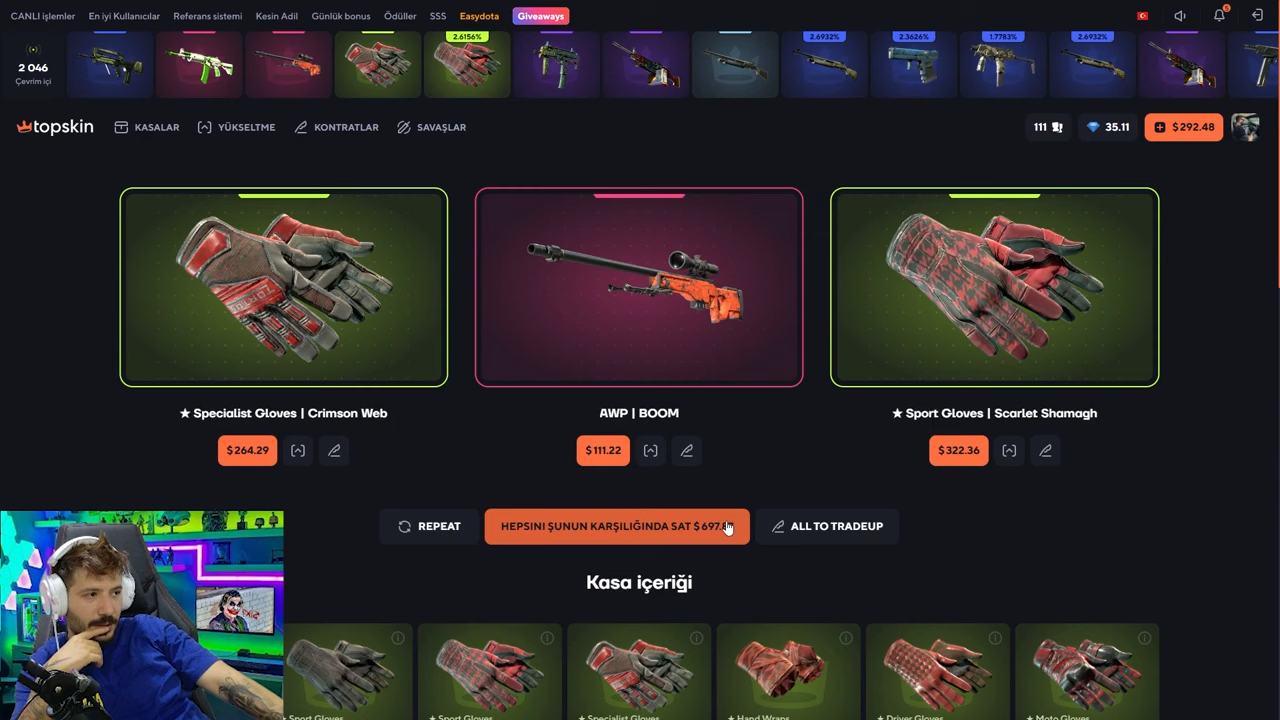 CANLI işlemler En iyi Kullanıcılar Referans sistemi Kesin Adil Günlük bonus Ödüller SSS Easydota Giveaways
2 046
Çevrim içi
2.6156% 2.6932% 2.3626% 1.7783% 2.6932%
topskin KASALAR YÜKSELTME KONTRATLAR SAVAŞLAR 111 35.11 $292.48
★ Specialist Gloves | Crimson Web
$264.29
AWP | BOOM
$111.22
★ Sport Gloves | Scarlet Shamagh
$322.36
REPEAT HEPSINI ŞUNUN KARŞILIĞINDA SAT ALL TO TRADEUP
Kasa içeriği
Sport Gloves ★ Sport Gloves ★ Specialist Gloves ★ Hand Wraps ★ Driver Gloves ★ Moto Gloves